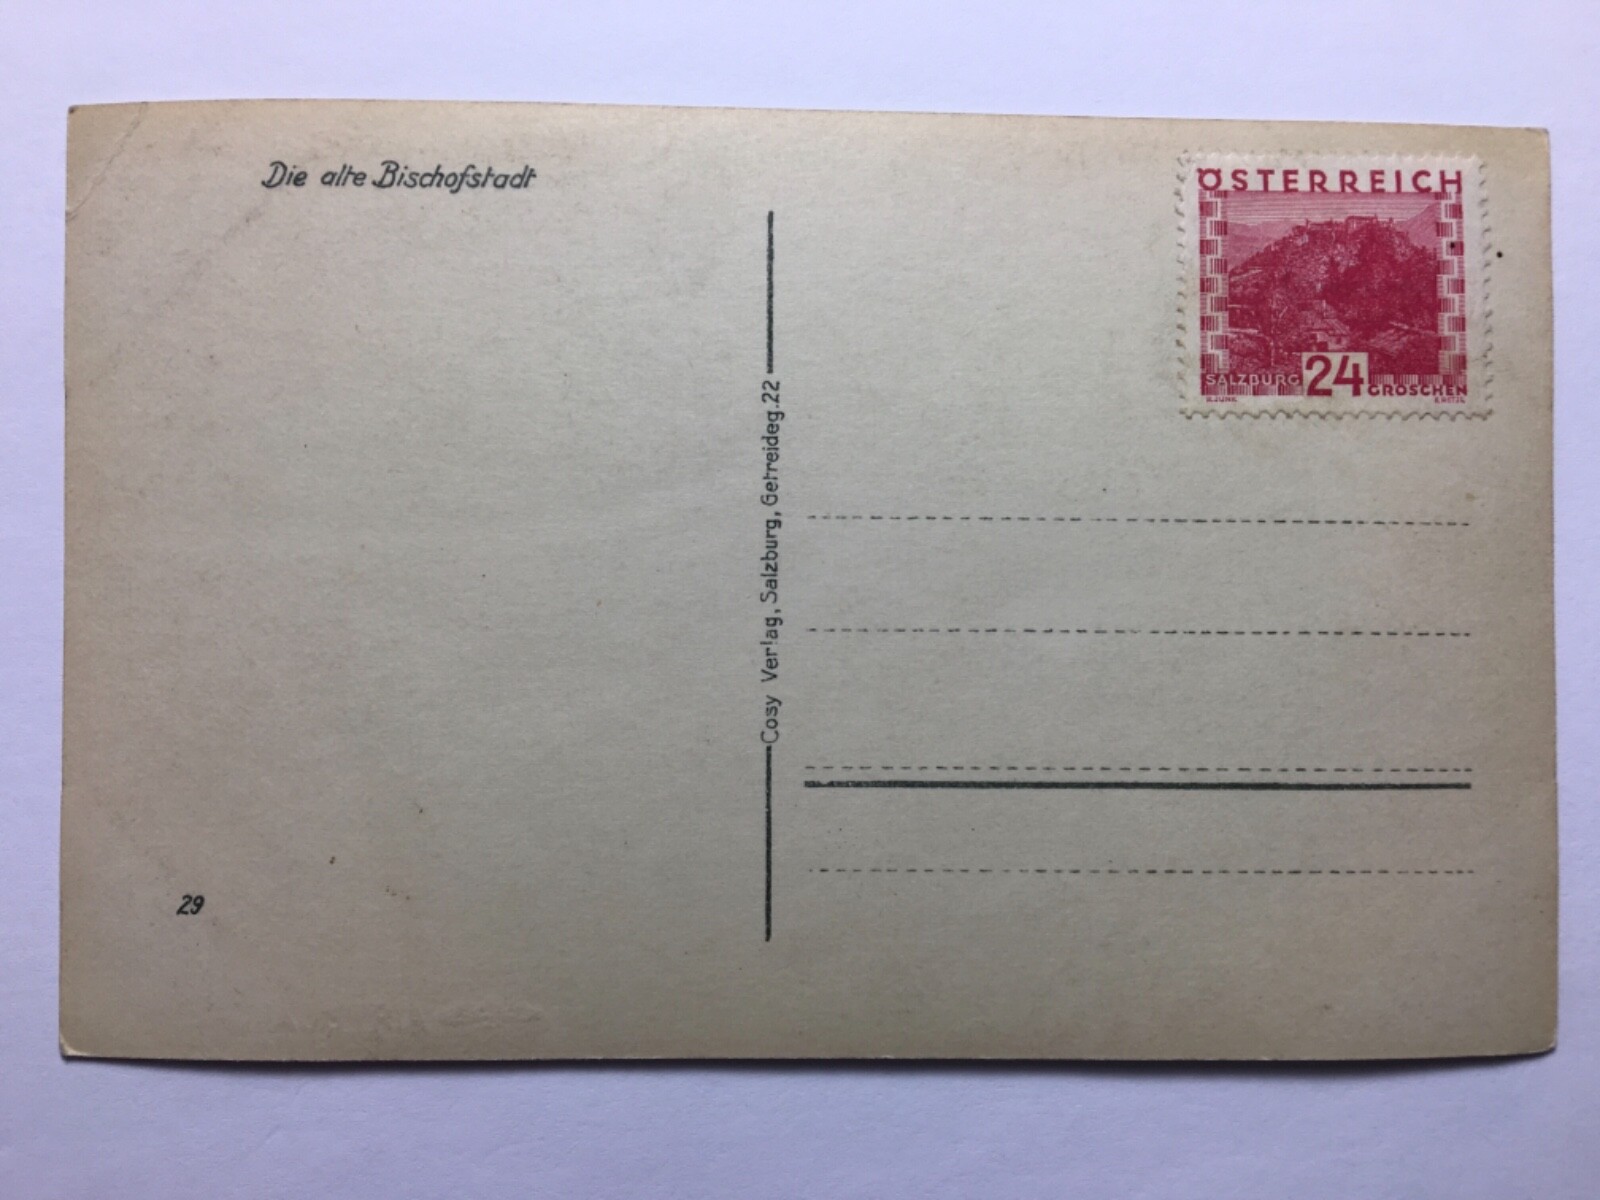 Die alte Bischofstadt
ÖSTERREICH
SALZBURG 24 GROSCHEN
Cosy Verlag, Salzburg, Getreideg.22
29